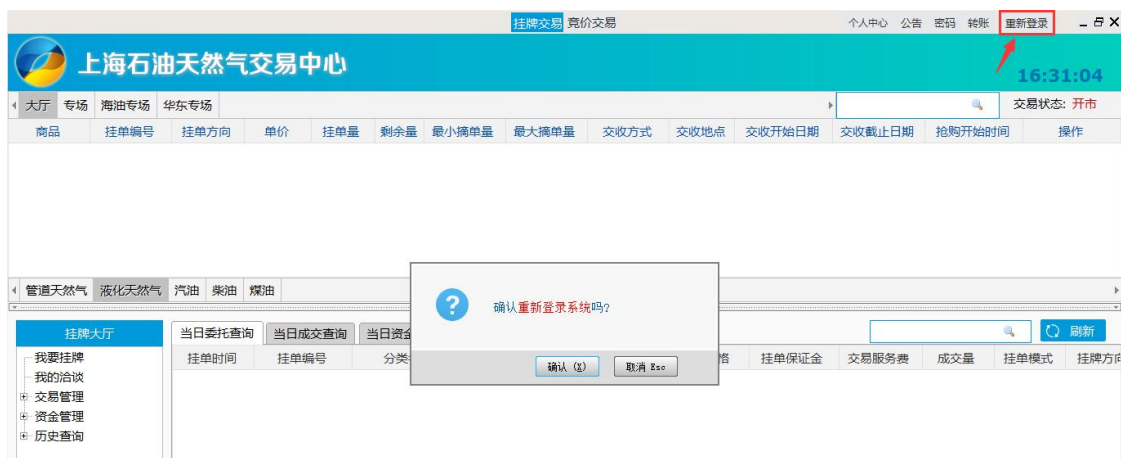 挂牌交易 竞价交易 个人中心 公告 密码 转账 重新登录
上海石油天然气交易中心
16:31:04
大厅 专场 海油专场 华东专场 交易状态: 开市
商品 挂单编号 挂单方向 单价 挂单量 剩余量 最小摘单量 最大摘单量 交收方式 交收地点 交收开始日期 交收截止日期 抢购开始时间 操作
管道天然气 液化天然气 汽油 柴油 煤油
确认重新登录系统吗?
确认 (Y) 取消 Esc
挂牌大厅 当日委托查询 当日成交查询 当日资金 刷新
挂单时间 挂单编号 分类 格 挂单保证金 交易服务费 成交量 挂单模式 挂牌方向
我要挂牌
我的洽谈
交易管理
资金管理
历史查询